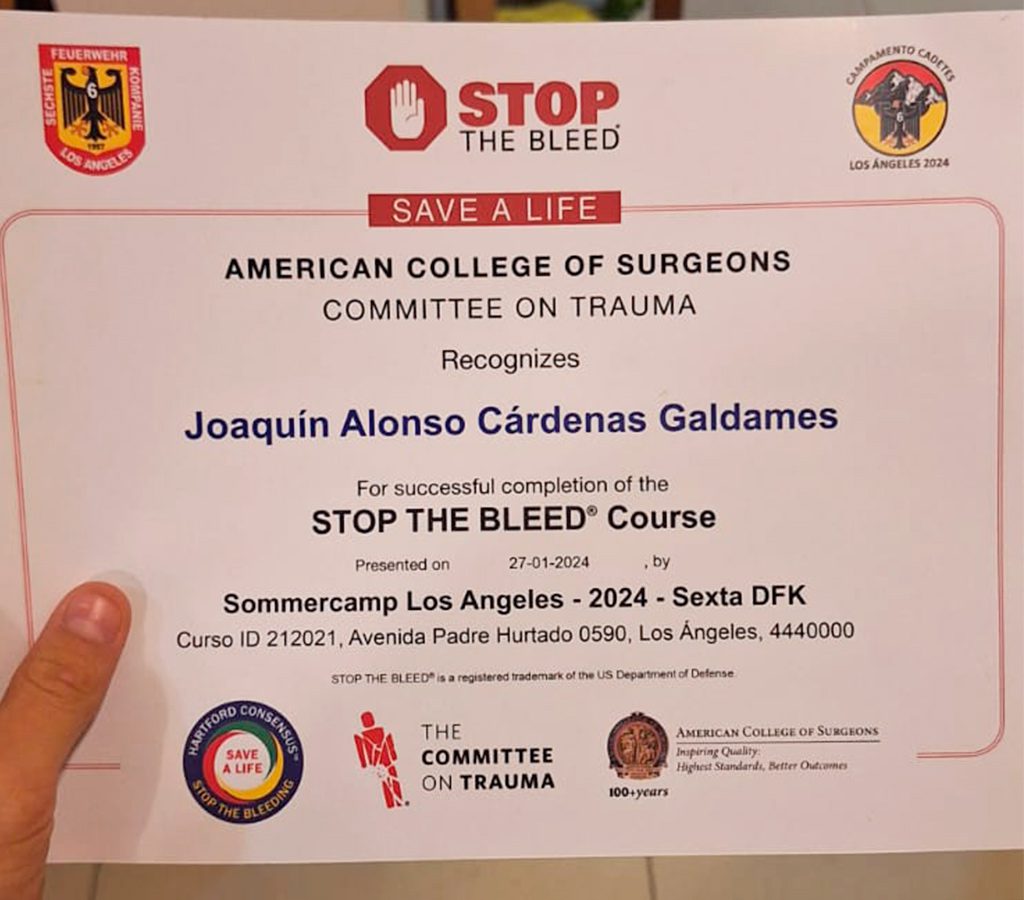 FEUERWEHR
SECHSTE
KOMPANIE
6
1957
LOS ANGELES
STOP
THE BLEED®
CAMPAMENTO CADETES
6
LOS ÁNGELES 2024
SAVE A LIFE
AMERICAN COLLEGE OF SURGEONS
COMMITTEE ON TRAUMA
Recognizes
Joaquín Alonso Cárdenas Galdames
For successful completion of the
STOP THE BLEED® Course
Presented on 27-01-2024 , by
Sommercamp Los Angeles - 2024 - Sexta DFK
Curso ID 212021, Avenida Padre Hurtado 0590, Los Ángeles, 4440000
STOP THE BLEED® is a registered trademark of the US Department of Defense.
HARTFORD CONSENSUS™
SAVE
A LIFE
STOP THE BLEEDING
THE
COMMITTEE
ON TRAUMA
AMERICAN COLLEGE OF SURGEONS
Inspiring Quality:
Highest Standards, Better Outcomes
100+years